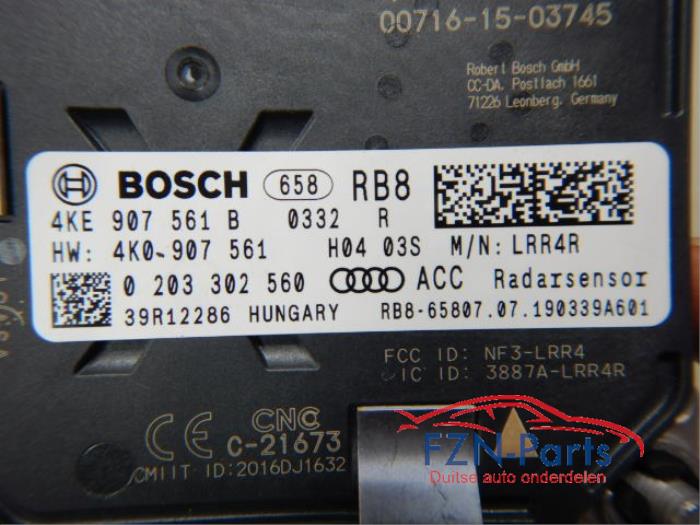 00716-15-03745
Robert Bosch GmbH
CC-DA, Postfach 1661
71226 Leonberg, Germany
BOSCH 658 RB8
4KE 907 561 B 0332 R
HW: 4K0-907 561 H04 03S M/N: LRR4R
0 203 302 560 ACC Radarsensor
39R12286 HUNGARY RB8-65807.07.190339A601
FCC ID: NF3-LRR4
IC ID: 3887A-LRR4R
CE CNC
C-21673
CMIIT ID:2016DJ1632
FZN-Parts
Duitse auto onderdelen